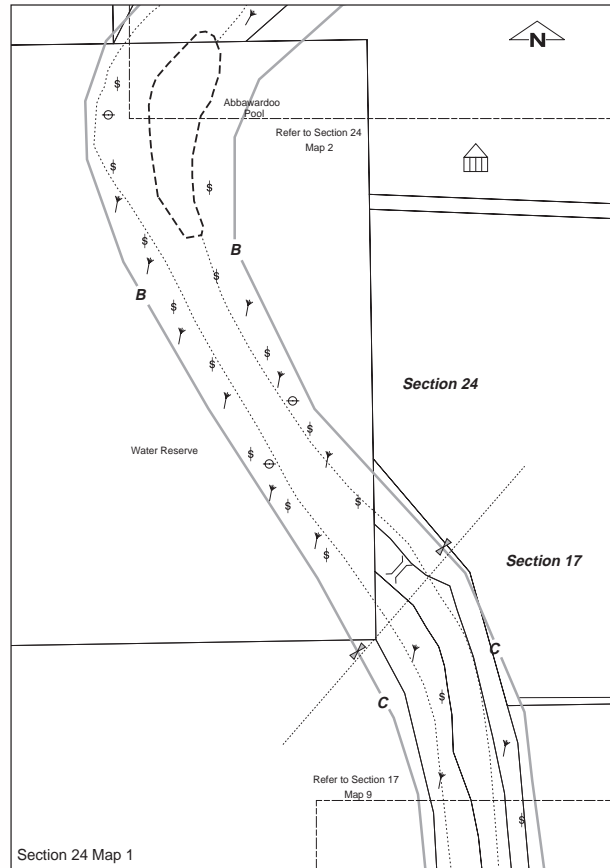 N
Abbawardoo
Pool
Refer to Section 24
Map 2
$
$
$
$
B
B
$
$
$
$
Section 24
$
Water Reserve
$
$
$
$
Section 17
C
$
C
Refer to Section 17
Map 9
$
Section 24 Map 1